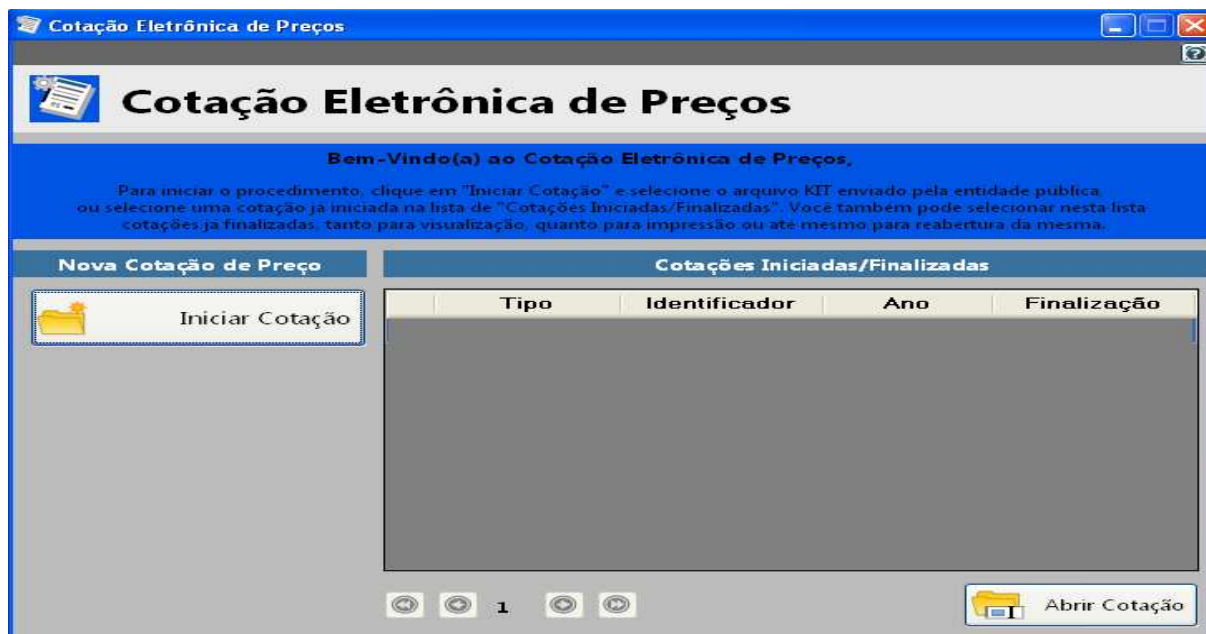 Cotação Eletrônica de Preços
Cotação Eletrônica de Preços
Bem-Vindo(a) ao Cotação Eletrônica de Preços,
Para iniciar o procedimento, clique em "Iniciar Cotação" e selecione o arquivo KIT enviado pela entidade pública,
ou selecione uma cotação já iniciada na lista de "Cotações Iniciadas/Finalizadas". Você também pode selecionar nesta lista
cotações já finalizadas, tanto para visualização, quanto para impressão ou até mesmo para reabertura da mesma.
Nova Cotação de Preço
Cotações Iniciadas/Finalizadas
Iniciar Cotação
Tipo Identificador Ano Finalização
1
Abrir Cotação